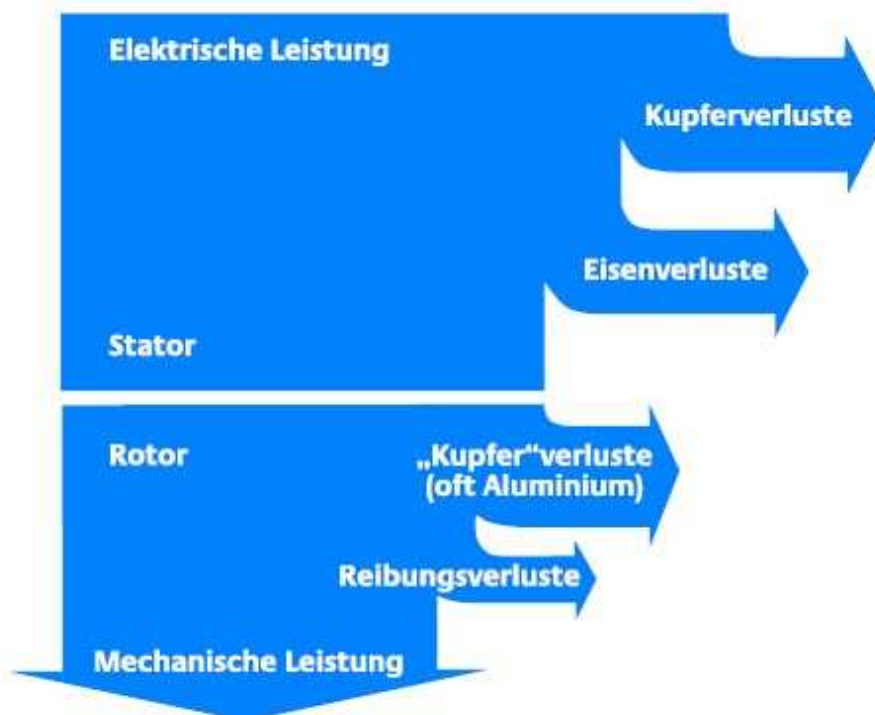 Elektrische Leistung
Kupferverluste
Eisenverluste
Stator
Rotor
„Kupfer“verluste
(oft Aluminium)
Reibungsverluste
Mechanische Leistung